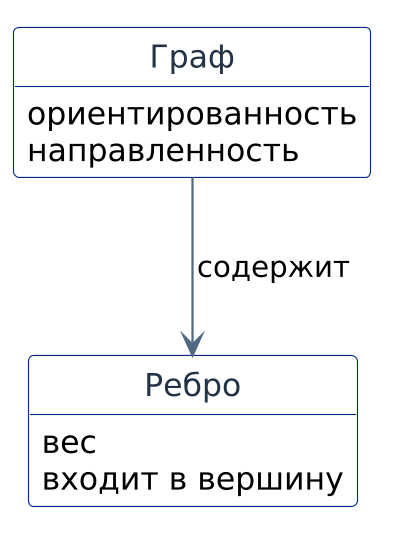 Граф
ориентированность
направленность
содержит
Ребро
вес
входит в вершину